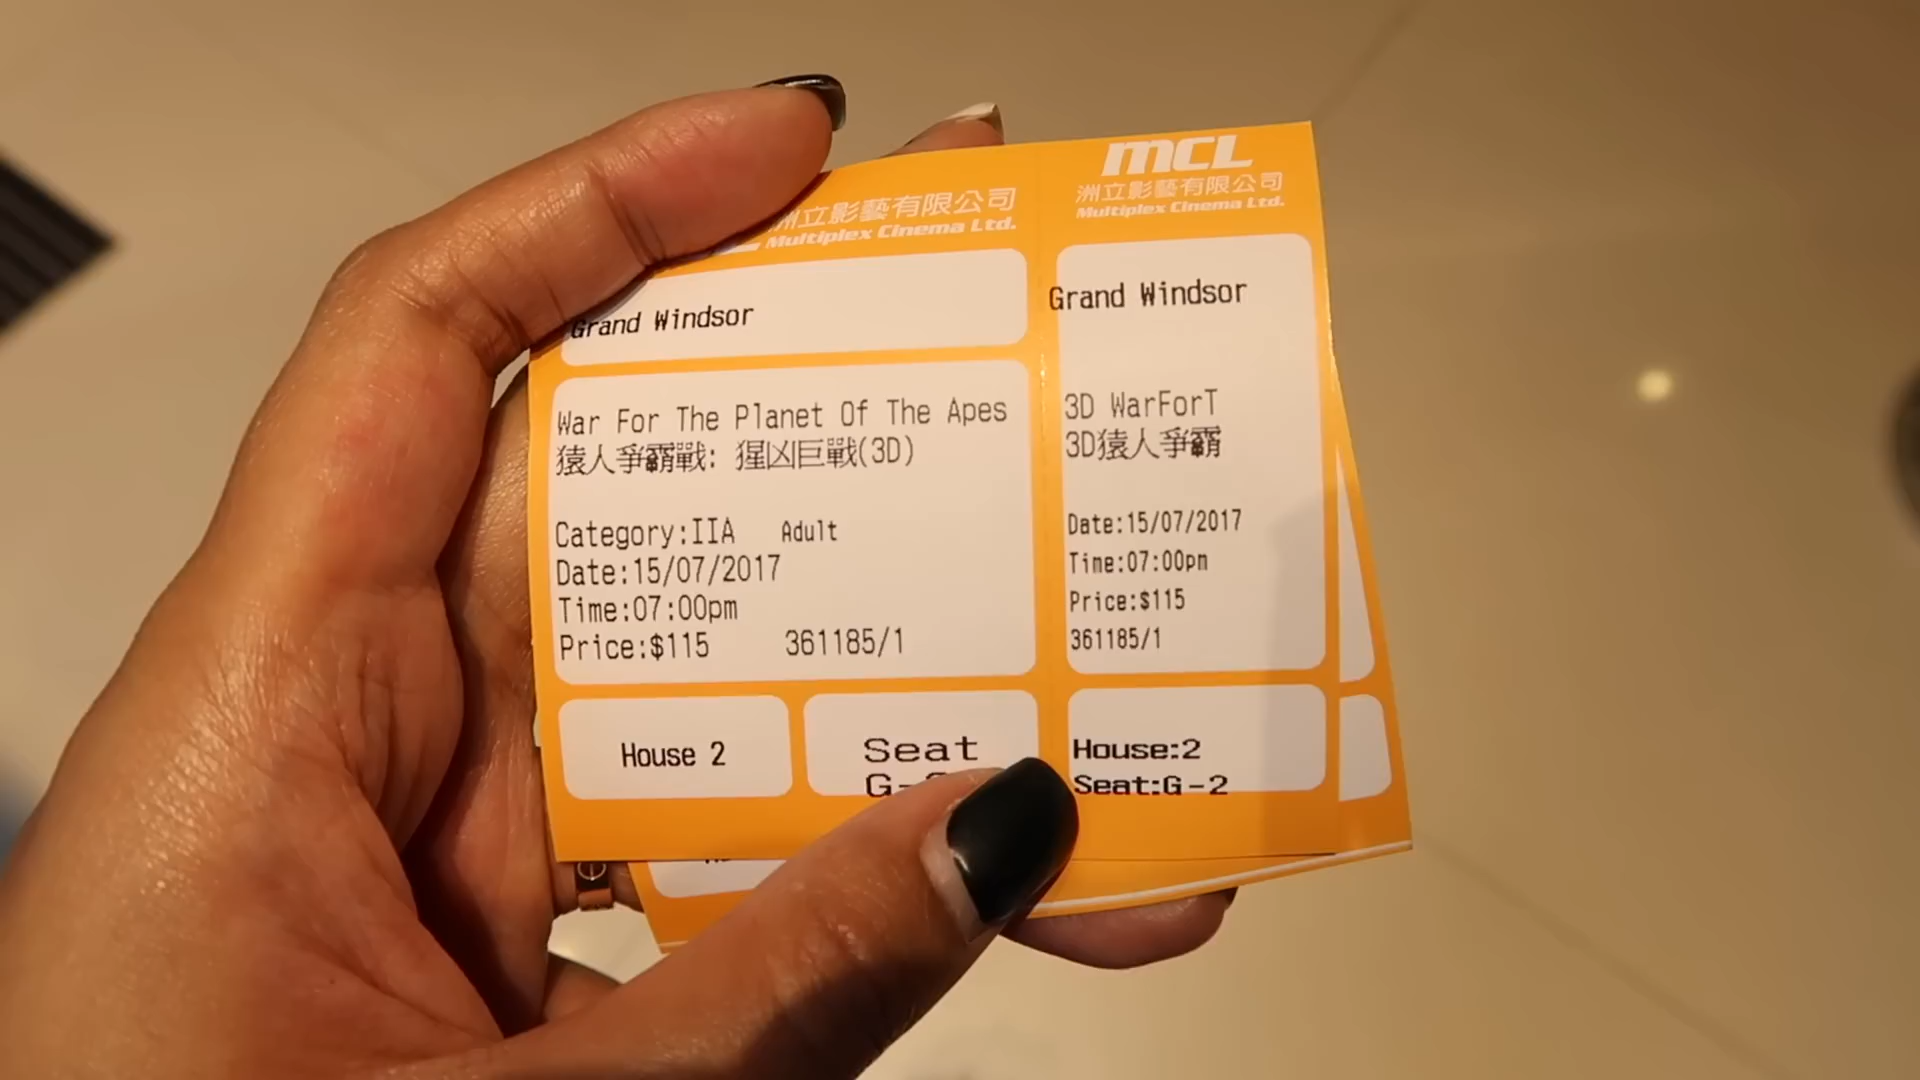 洲立影藝有限公司
Multiplex Cinema Ltd.
Grand Windsor
War For The Planet Of The Apes
猿人爭霸戰: 猩凶巨戰(3D)
Category:IIA Adult
Date:15/07/2017
Time:07:00pm
Price:$115 361185/1
House 2
Seat
MCL
洲立影藝有限公司
Multiplex Cinema Ltd.
Grand Windsor
3D WarForT
3D猿人爭霸
Date:15/07/2017
Time:07:00pm
Price:$115
361185/1
House:2
Seat:G-2